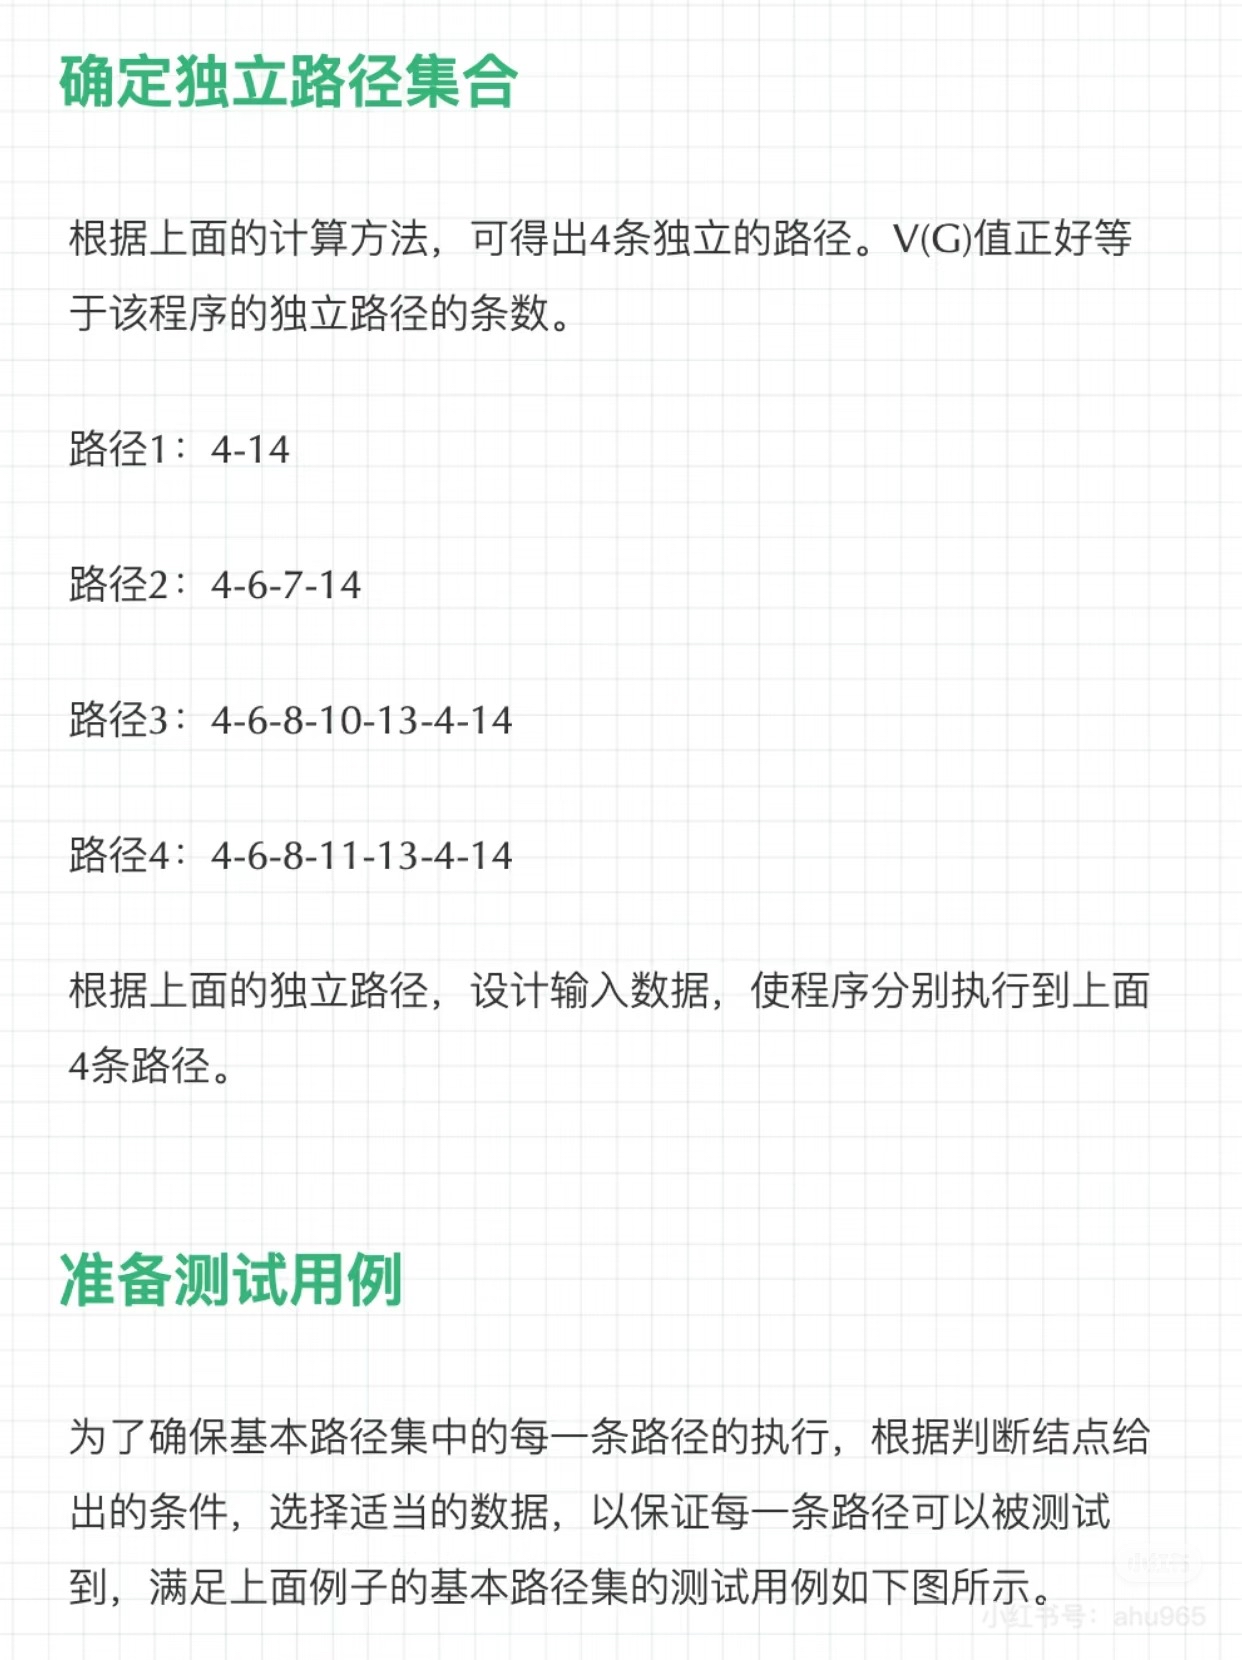 确定独立路径集合
根据上面的计算方法，可得出4条独立的路径。V(G)值正好等
于该程序的独立路径的条数。
路径1：4-14
路径2：4-6-7-14
路径3：4-6-8-10-13-4-14
路径4：4-6-8-11-13-4-14
根据上面的独立路径，设计输入数据，使程序分别执行到上面
4条路径。
准备测试用例
为了确保基本路径集中的每一条路径的执行，根据判断结点给
出的条件，选择适当的数据，以保证每一条路径可以被测试
到，满足上面例子的基本路径集的测试用例如下图所示。
小红书
小红书号：ahu965